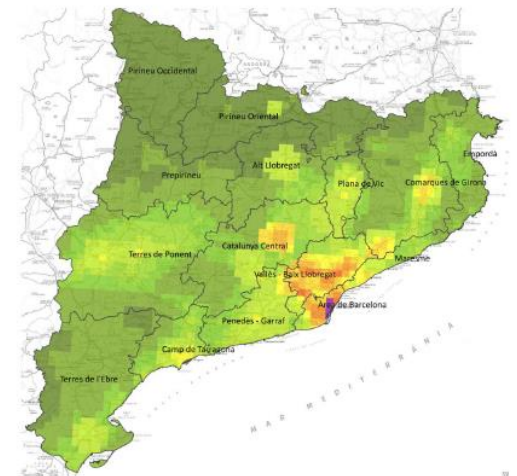 Pirineu Occidental
Pirineu Oriental
Empordà
Alt Llobregat
Prepirineu
Plana de Vic
Comarques de Girona
Catalunya Central
Terres de Ponent
Maresme
Vallès - Baix Llobregat
Àrea de Barcelona
Penedès - Garraf
Camp de Tarragona
Terres de l'Ebre
MAR MEDITERRÀNIA